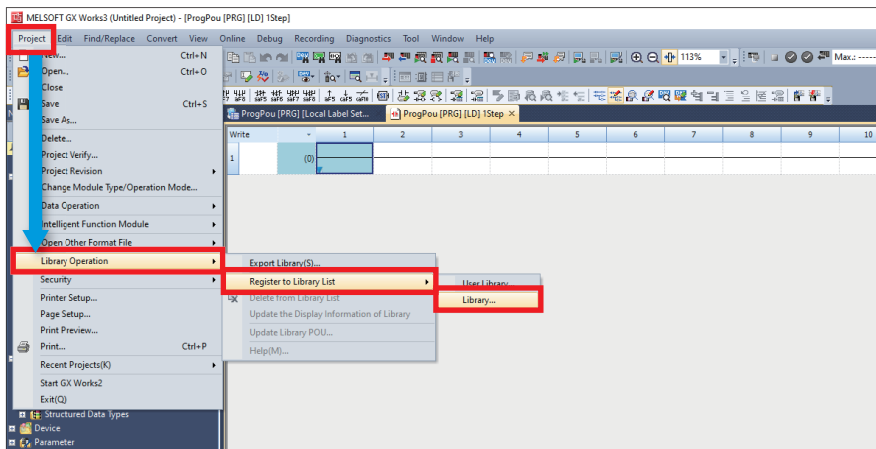 MELSOFT GX Works3 (Untitled Project) - [ProgPou [PRG] [LD] 1Step]
Project Edit Find/Replace Convert View Online Debug Recording Diagnostics Tool Window Help
New... Ctrl+N
113%
Max.: -----
Open.. Ctrl+O
Close
Save Ctrl+S
Save As...
ProgPou [PRG] [Local Label Set...
ProgPou [PRG] [LD] 1Step
Delete...
Write 1 2 3 4 5 6 7 8 9 10
Project Verify...
1 (0)
Project Revision
Change Module Type/Operation Mode...
Data Operation
Intelligent Function Module
Open Other Format File
Library Operation
Export Library(S)...
Security
Register to Library List
User Library...
Printer Setup...
Delete from Library List
Library...
Page Setup...
Update the Display Information of Library
Print Preview...
Update Library POU...
Print... Ctrl+P
Help(M)...
Recent Projects(K)
Start GX Works2
Exit(Q)
Structured Data Types
Device
Parameter